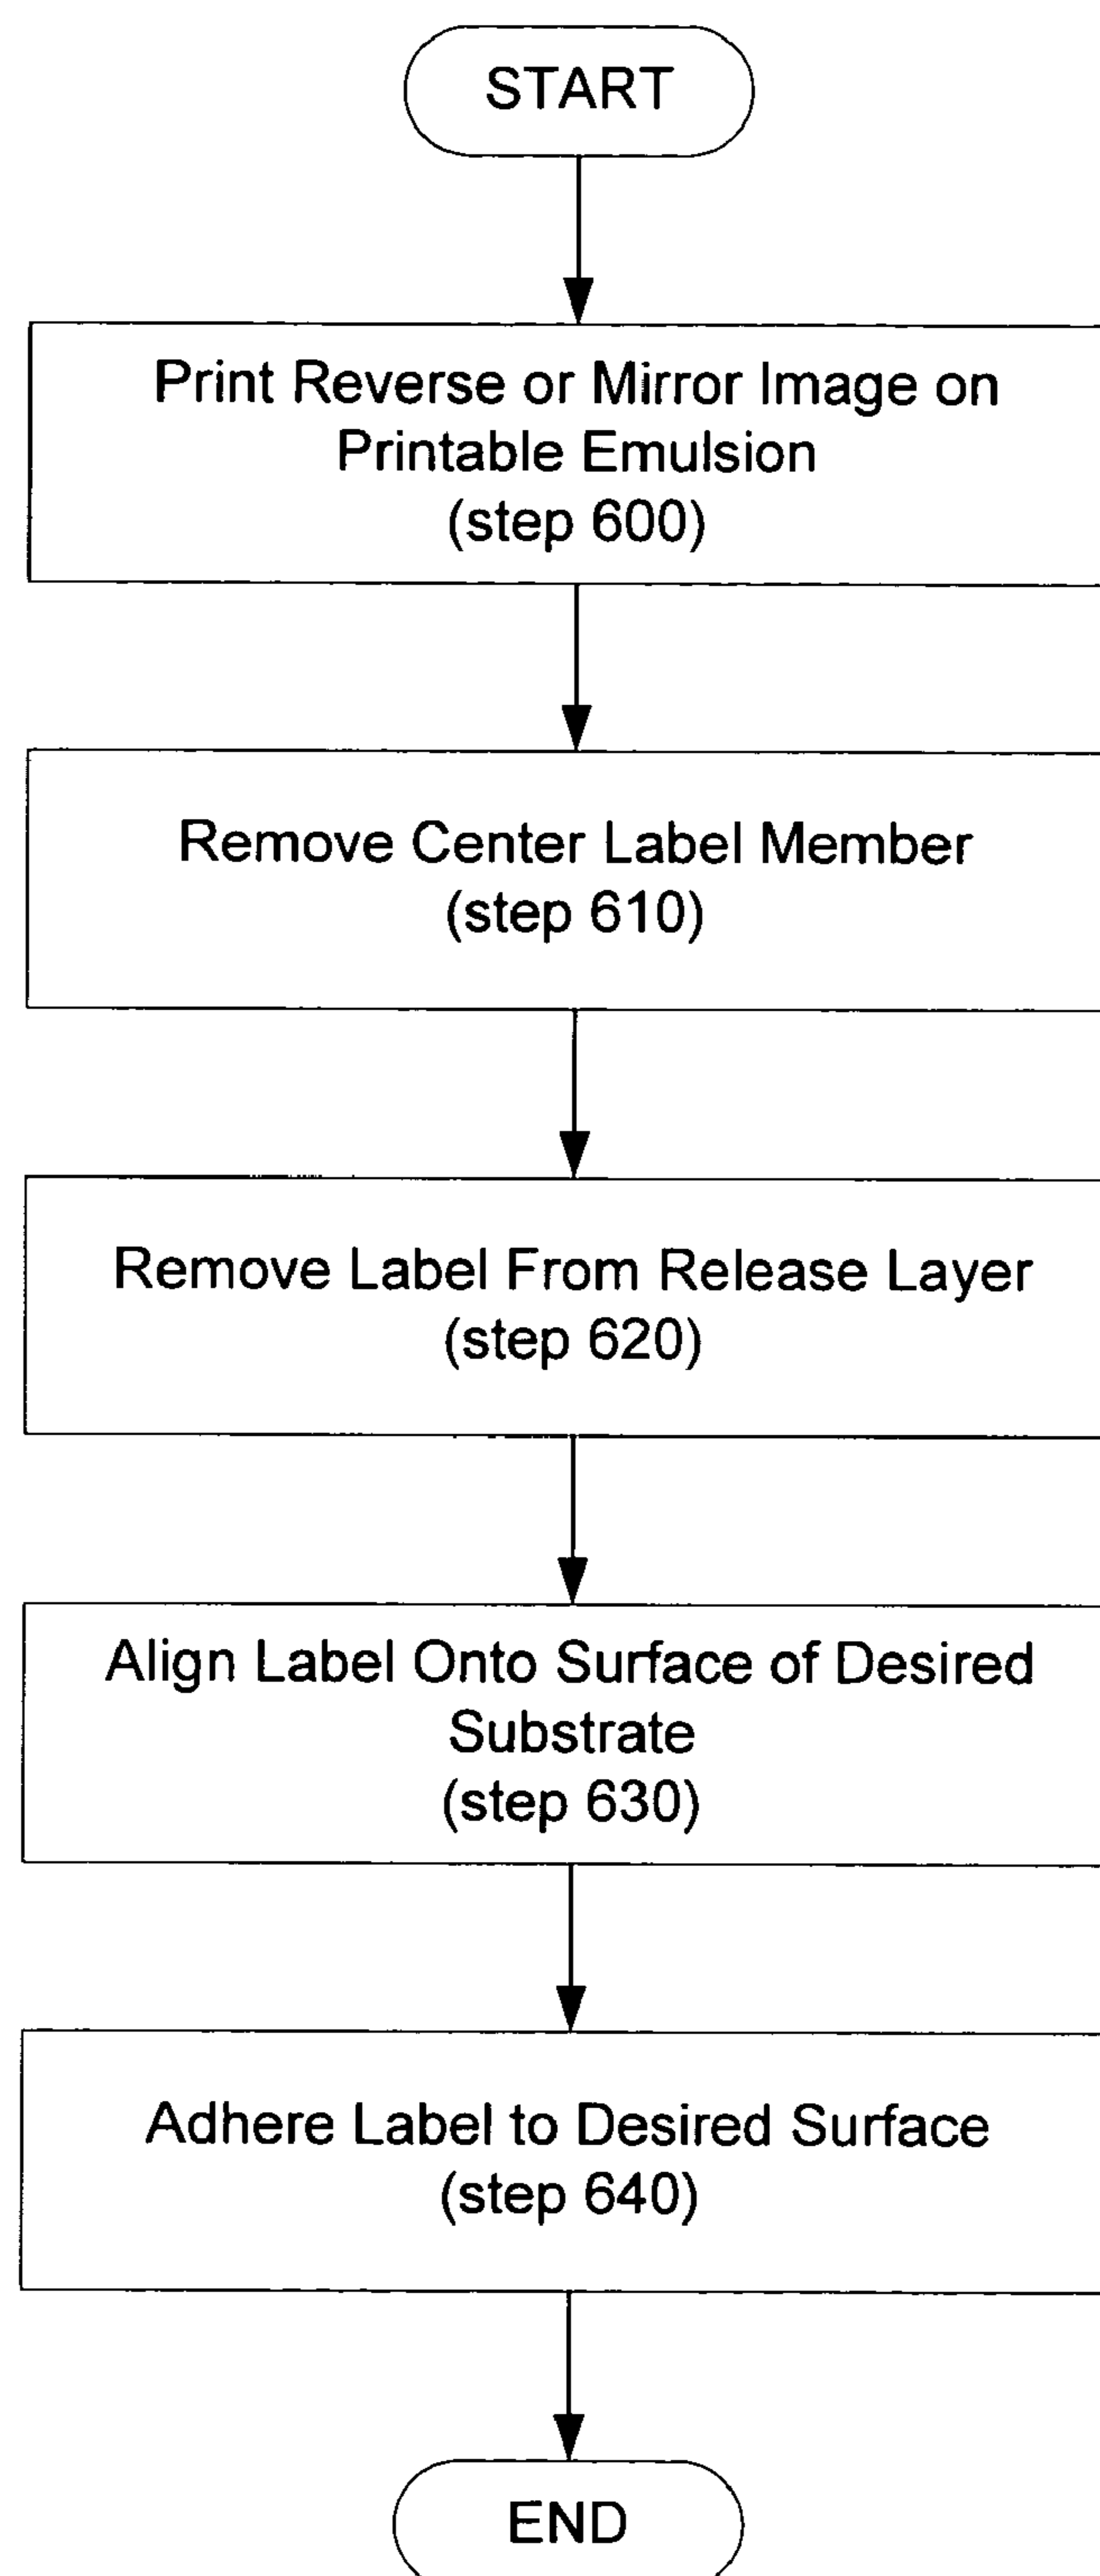 START
Print Reverse or Mirror Image on
Printable Emulsion
(step 600)
Remove Center Label Member
(step 610)
Remove Label From Release Layer
(step 620)
Align Label Onto Surface of Desired
Substrate
(step 630)
Adhere Label to Desired Surface
(step 640)
END